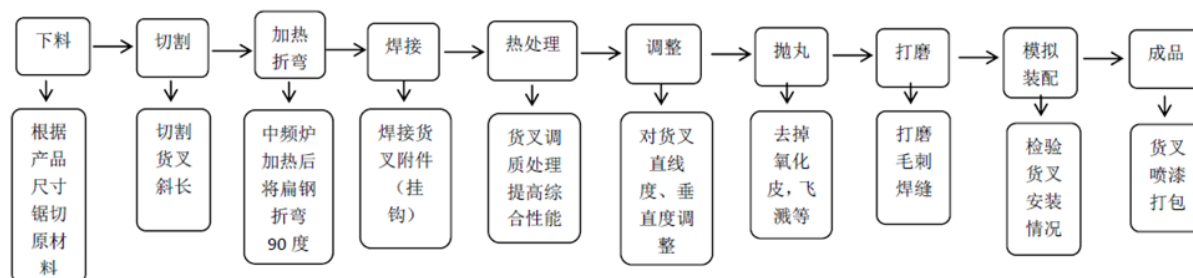 下料
切割
加热
折弯
焊接
热处理
调整
抛丸
打磨
模拟
装配
成品
根据
产品
尺寸
锯切
原材
料
切割
货叉
斜长
中频炉
加热后
将扁钢
折弯
90 度
焊接货
叉附件
（挂
钩）
货叉调
质处理
提高综
合性能
对货叉
直线
度、垂
直度调
整
去掉
氧化
皮，飞
溅等
打磨
毛刺
焊缝
检验
货叉
安装
情况
货叉
喷漆
打包